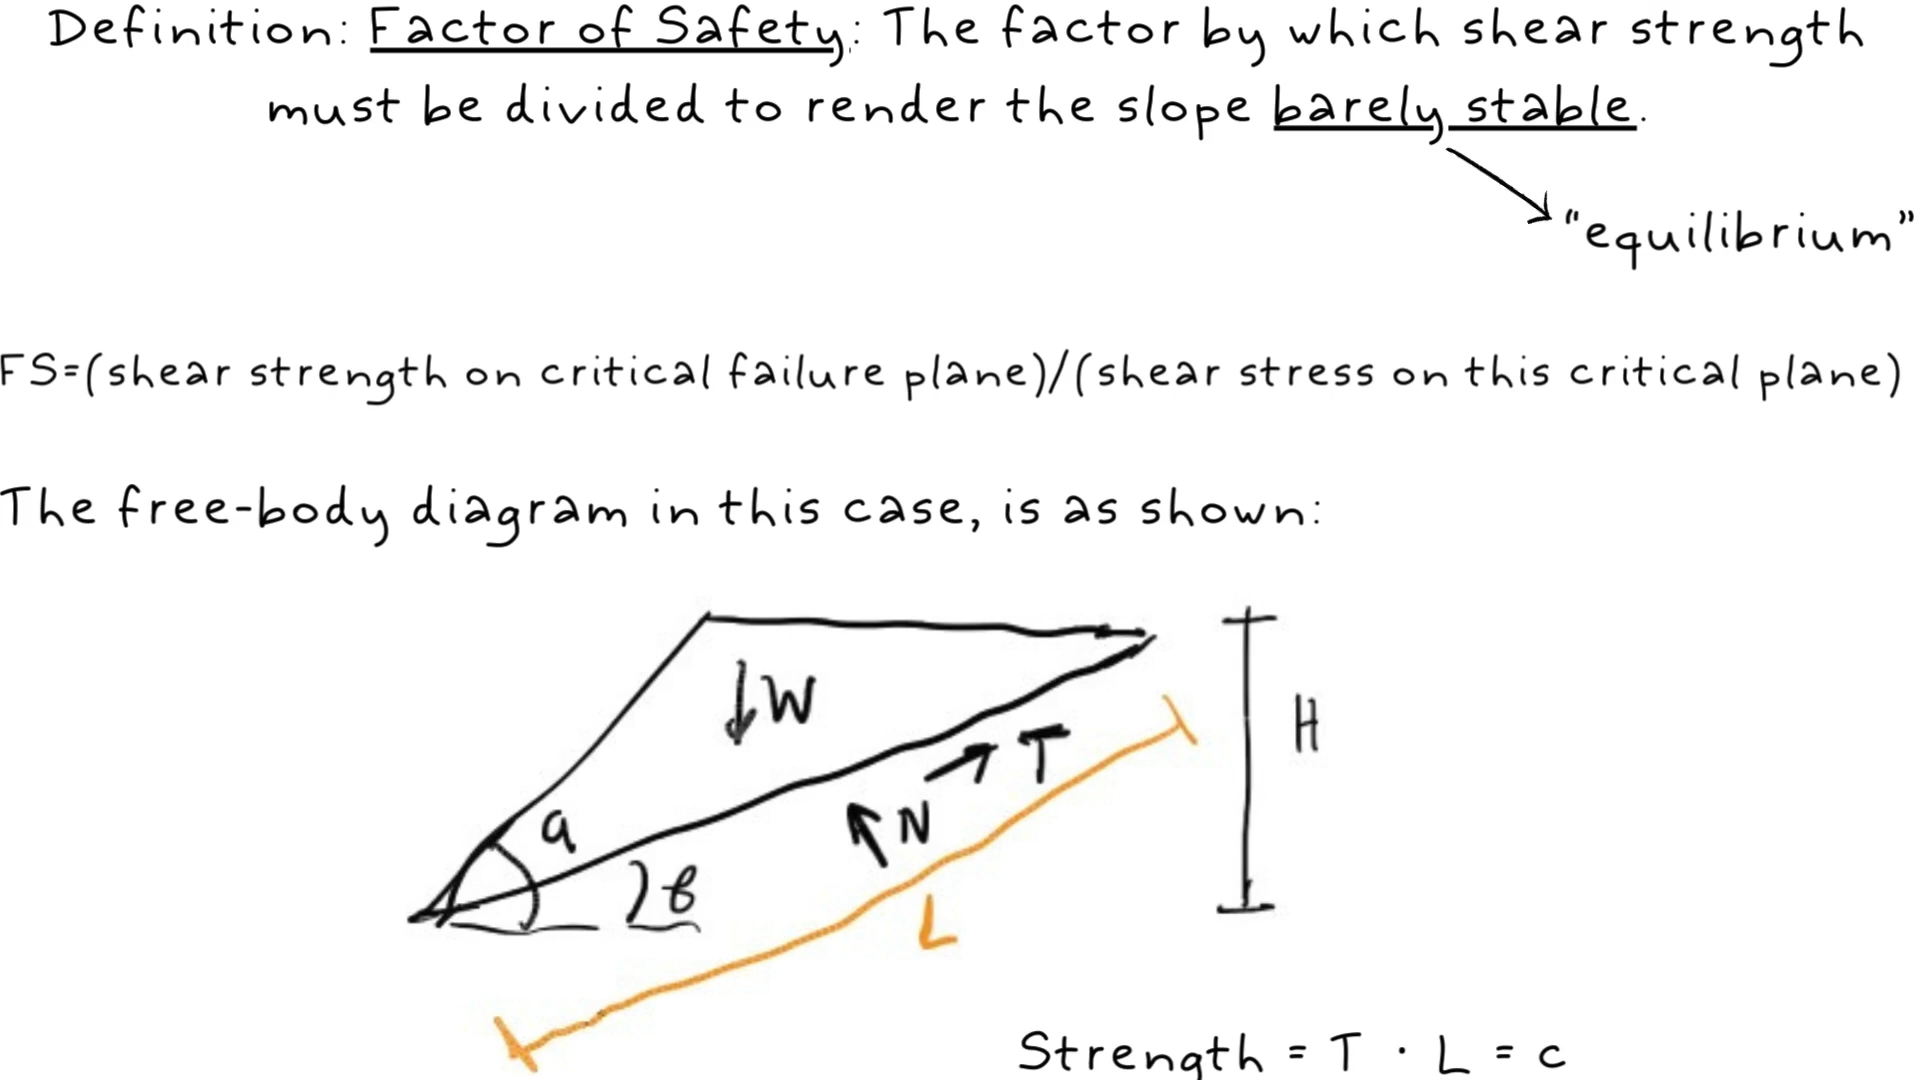 Definition: Factor of Safety: The factor by which shear strength
must be divided to render the slope barely stable.
"equilibrium"
FS=(shear strength on critical failure plane)/(shear stress on this critical plane)
The free-body diagram in this case, is as shown:
W
H
T
a
N
θ
L
Strength = T · L = c